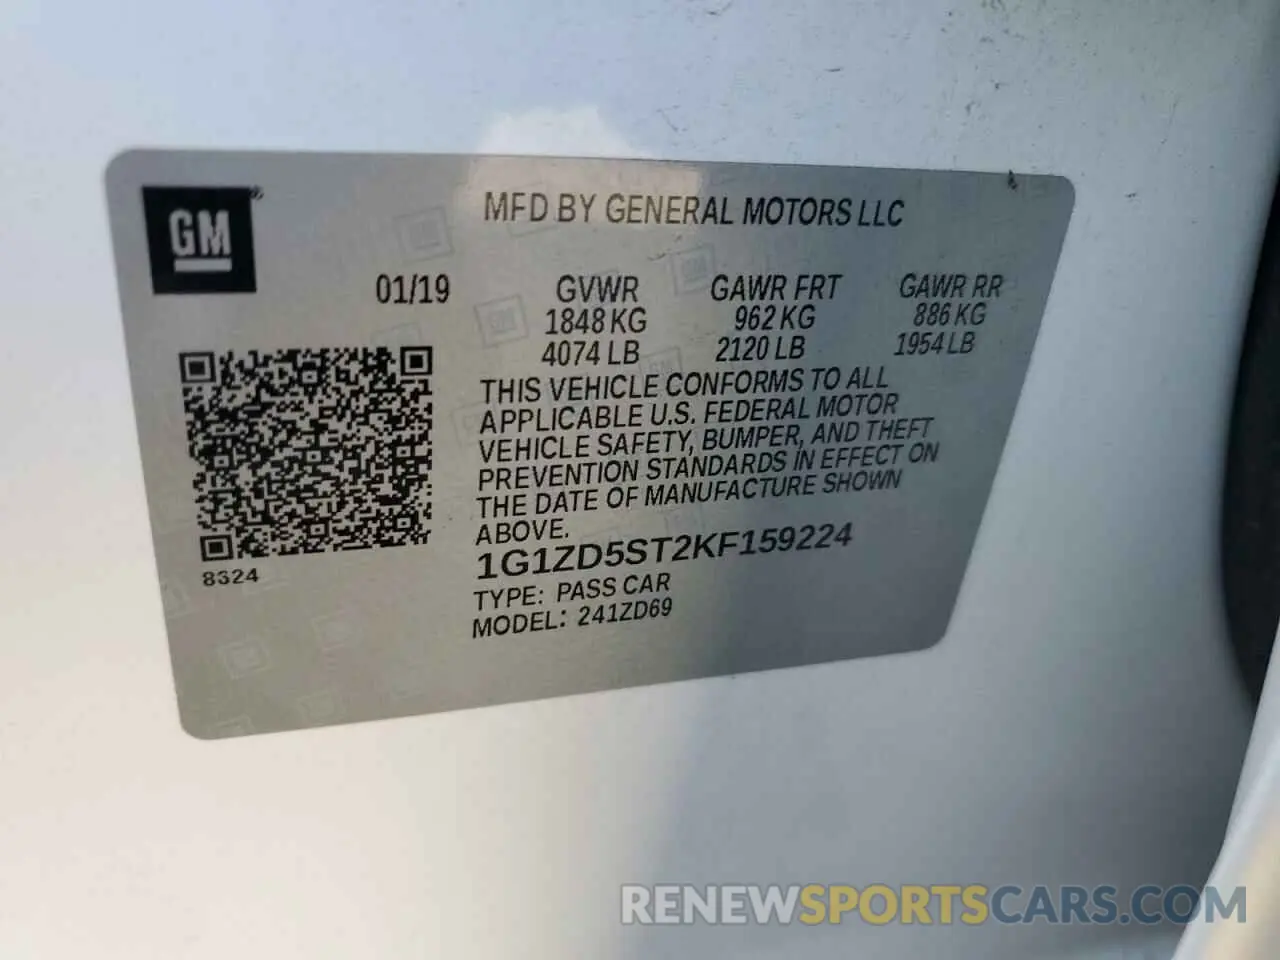 GM®
MFD BY GENERAL MOTORS LLC
01/19 GVWR GAWR FRT GAWR RR
1848 KG 962 KG 886 KG
4074 LB 2120 LB 1954 LB
THIS VEHICLE CONFORMS TO ALL
APPLICABLE U.S. FEDERAL MOTOR
VEHICLE SAFETY, BUMPER, AND THEFT
PREVENTION STANDARDS IN EFFECT ON
THE DATE OF MANUFACTURE SHOWN
ABOVE.
1G1ZD5ST2KF159224
8324
TYPE: PASS CAR
MODEL: 241ZD69
RENEWSPORTSCARS.COM